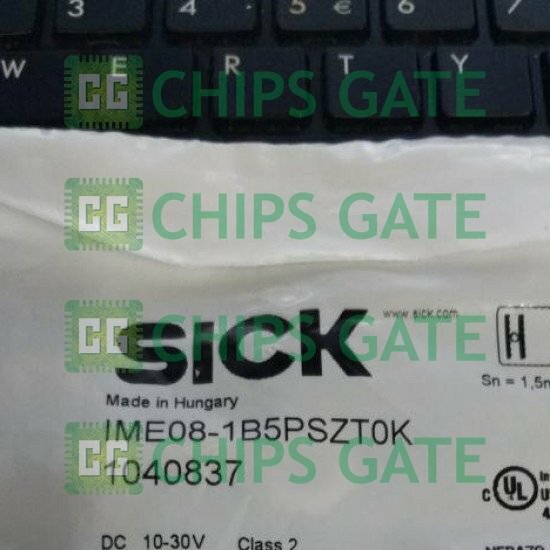 3 4 5 € 6 7
W E R T Y
CG CHIPS GATE
CG CHIPS GATE
www.sick.com
CG CHIPS GATE
SICK
Sn = 1,5m
Made in Hungary
IME08-1B5PSZT0K
CG CHIPS GATE
1040837
c UL
DC 10-30V Class 2